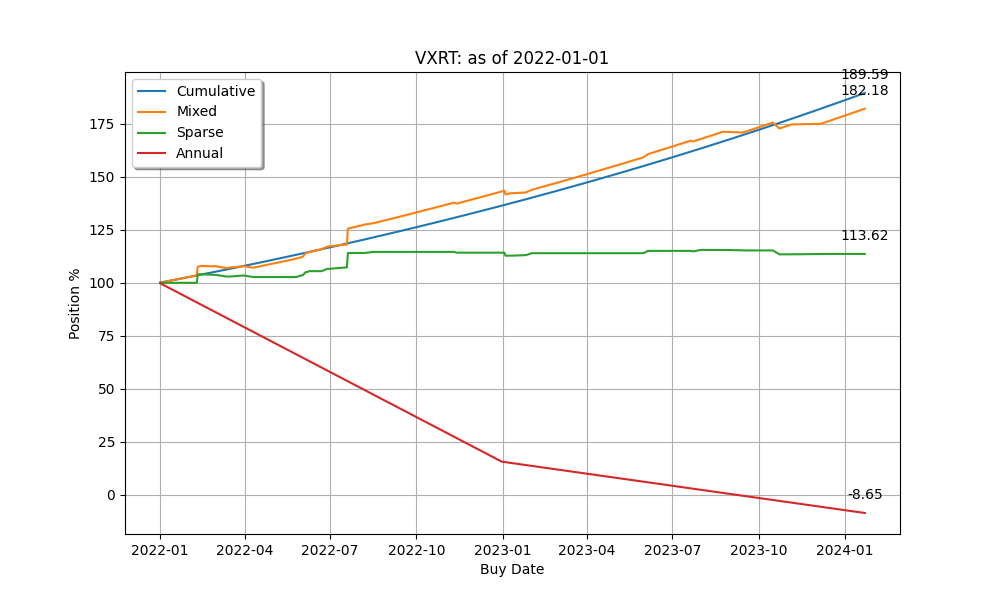 VXRT: as of 2022-01-01
189.59
182.18
Cumulative
Mixed
Sparse
Annual
175
150
125
113.62
100
75
50
25
0
-8.65
Position %
2022-01 2022-04 2022-07 2022-10 2023-01 2023-04 2023-07 2023-10 2024-01
Buy Date